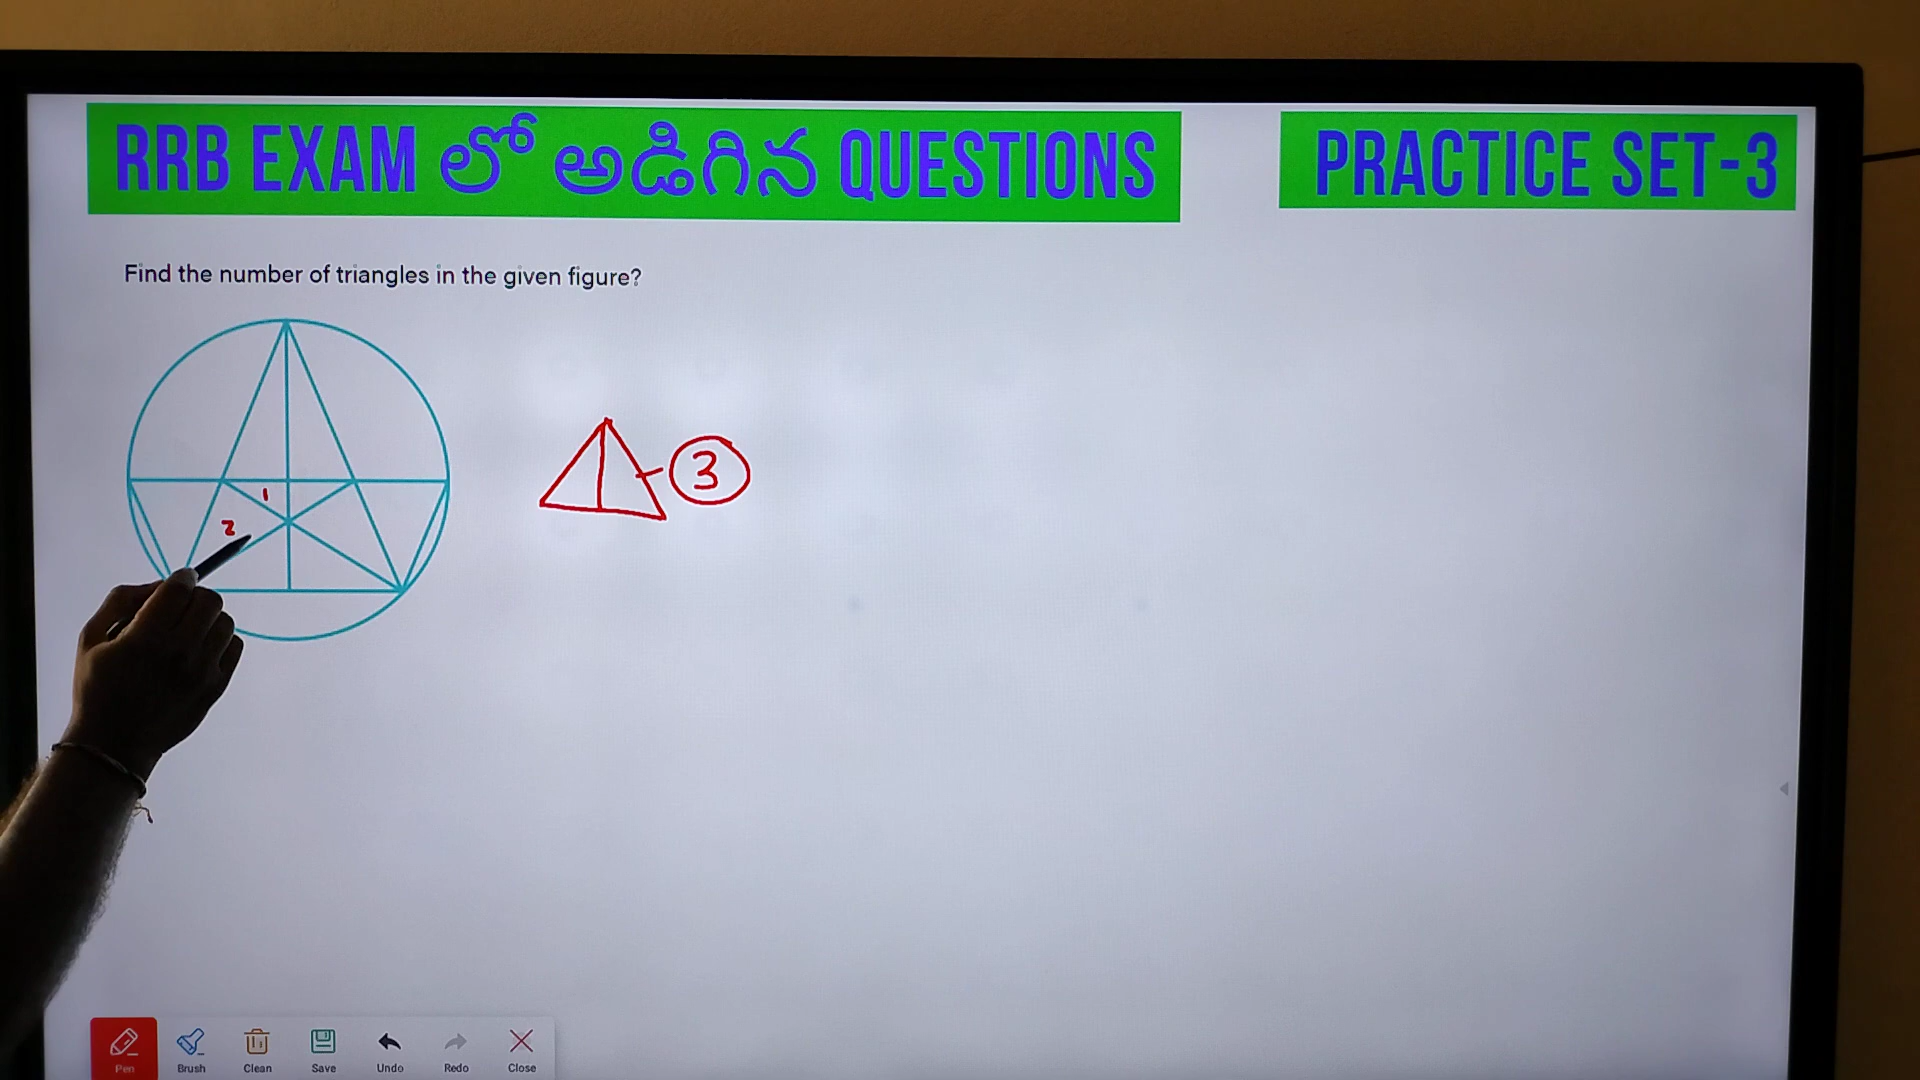 RRB EXAM లో అడిగిన QUESTIONS
PRACTICE SET-3
Find the number of triangles in the given figure?
1
2
3
Pen
Brush
Clean
Save
Undo
Redo
Close